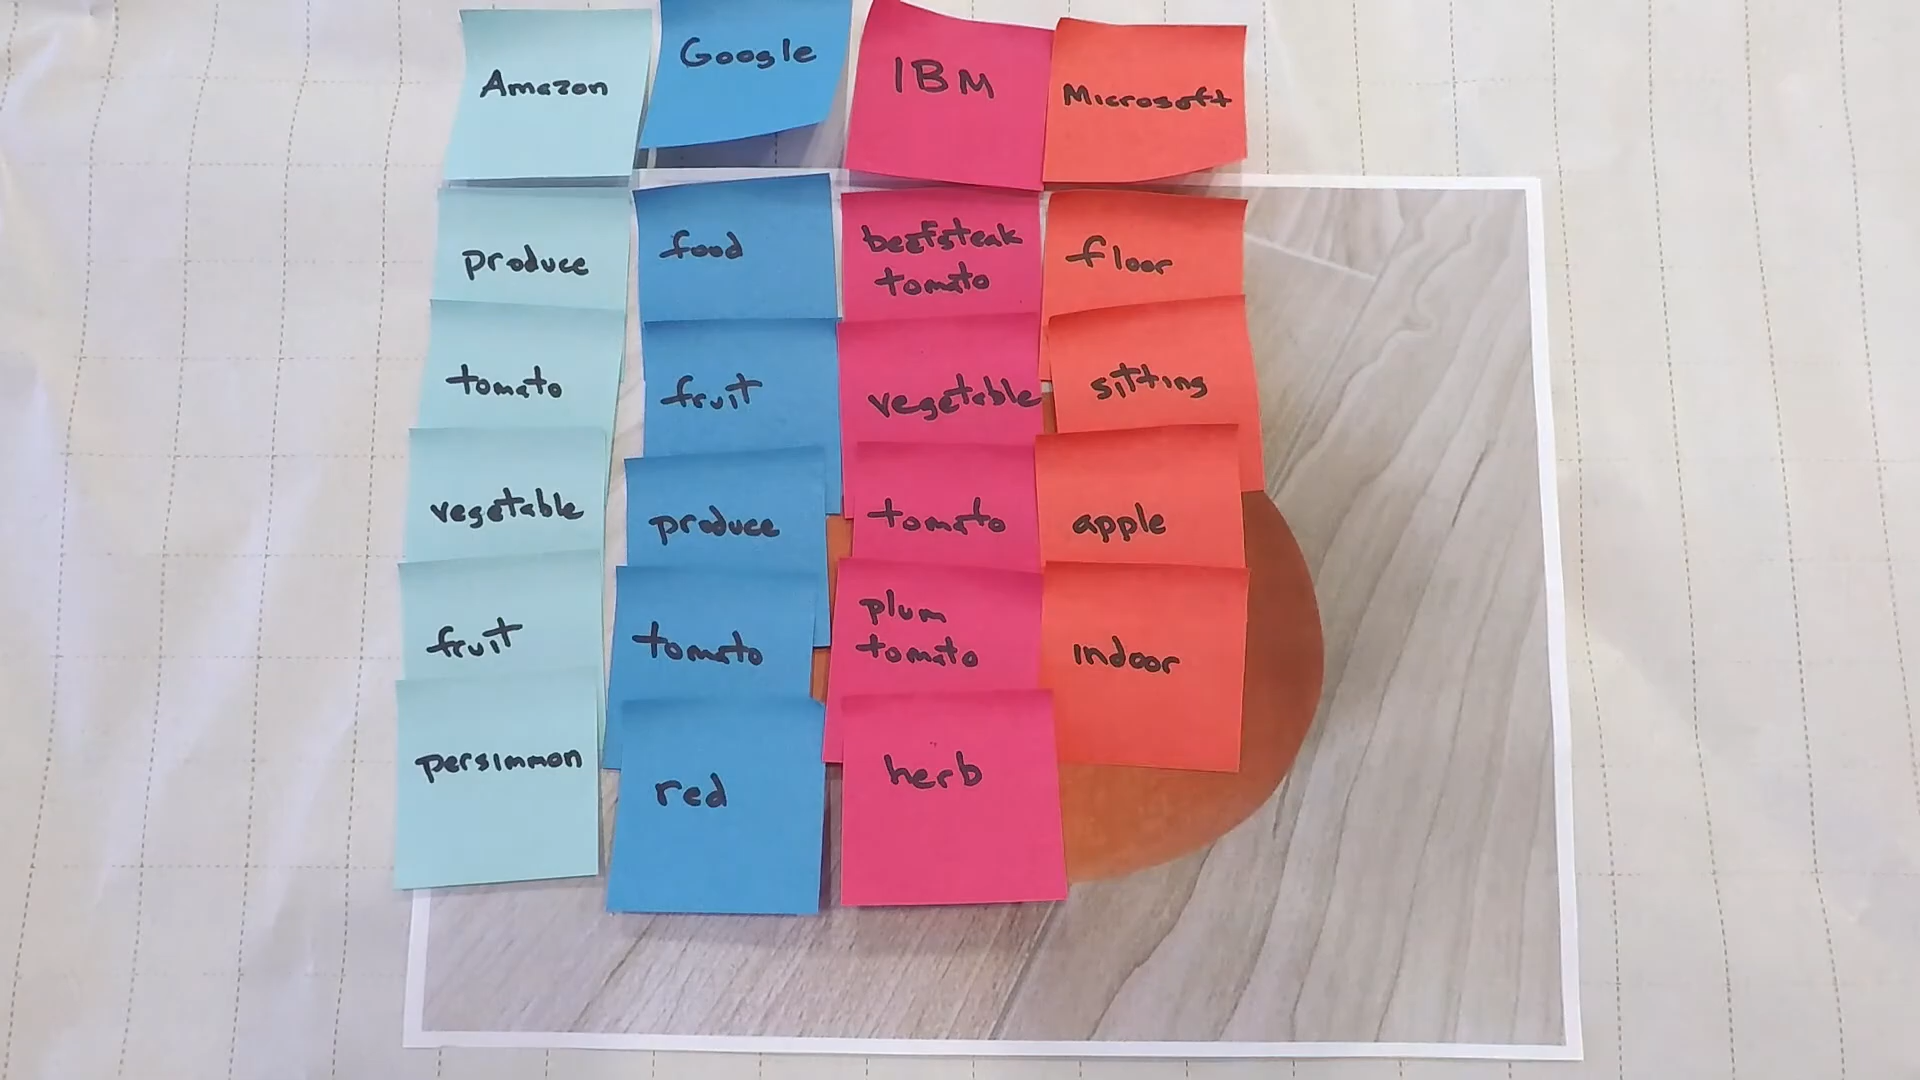 Amazon
produce
tomato
vegetable
fruit
persimmon
Google
food
fruit
produce
tomato
red
IBM
beefsteak
tomato
vegetable
tomato
plum
tomato
herb
Microsoft
floor
sitting
apple
indoor